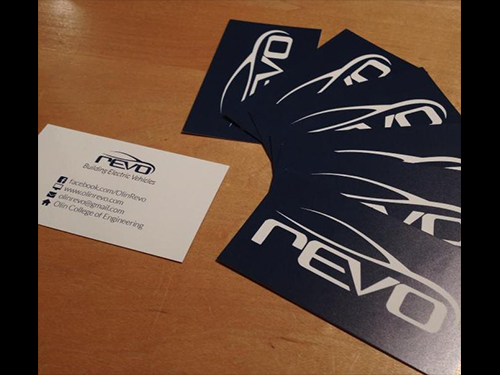 revo
Building Electric Vehicles
facebook.com/OlinRevo
www.olinrevo.com
olinrevo@gmail.com
Olin College of Engineering
revo